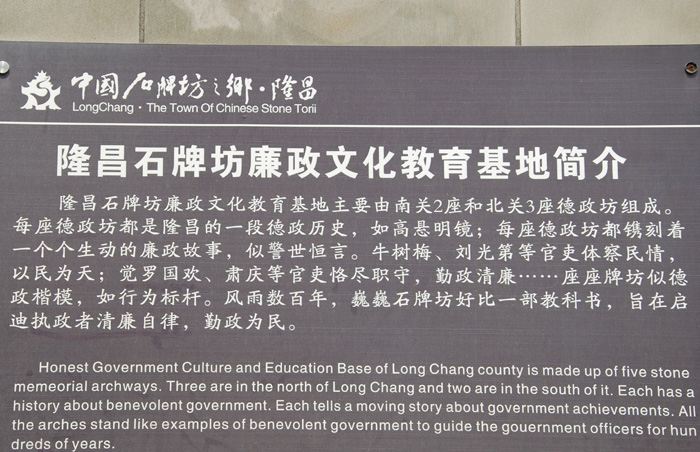 中國石牌坊之鄉·隆昌
LongChang · The Town Of Chinese Stone Torii
隆昌石牌坊廉政文化教育基地简介
隆昌石牌坊廉政文化教育基地主要由南关2座和北关3座德政坊组成。
每座德政坊都是隆昌的一段德政历史，如高悬明镜；每座德政坊都镌刻着
一个个生动的廉政故事，似警世恒言。牛树梅、刘光第等官吏体察民情，
以民为天；觉罗国欢、肃庆等官吏恪尽职守，勤政清廉……座座牌坊似德
政楷模，如行为标杆。风雨数百年，巍巍石牌坊好比一部教科书，旨在启
迪执政者清廉自律，勤政为民。
Honest Government Culture and Education Base of Long Chang county is made up of five stone
memeorial archways. Three are in the north of Long Chang and two are in the south of it. Each has a
history about benevolent government. Each tells a moving story about government achievements. All
the arches stand like examples of benevolent government to guide the gouernment officers for hun
dreds of years.